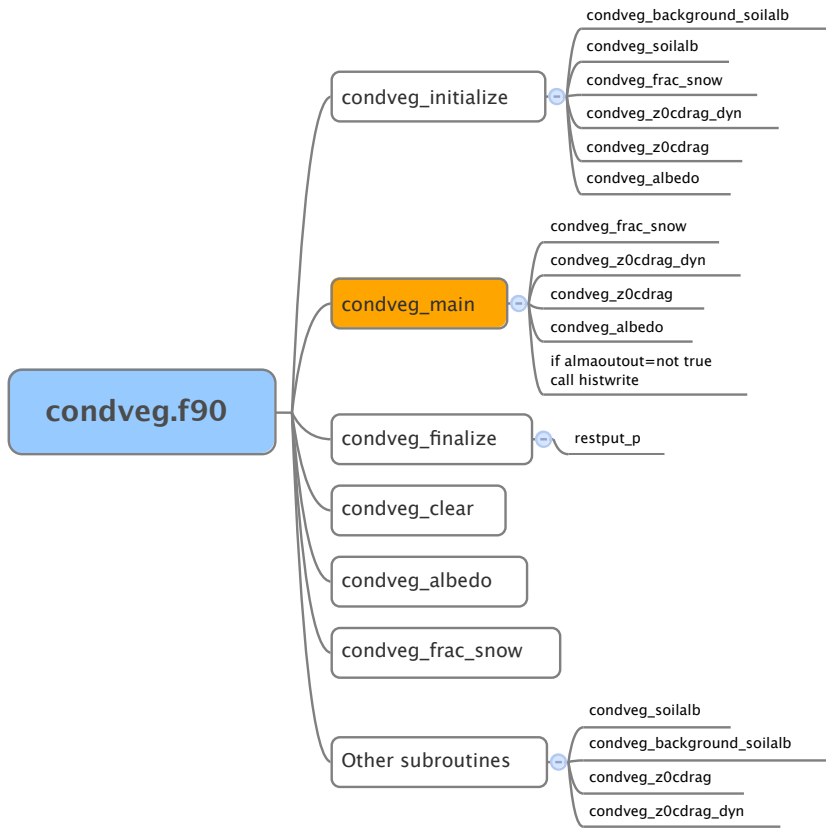 condveg.f90
condveg_initialize
condveg_background_soilalb
condveg_soilalb
condveg_frac_snow
condveg_z0cdrag_dyn
condveg_z0cdrag
condveg_albedo
condveg_main
condveg_frac_snow
condveg_z0cdrag_dyn
condveg_z0cdrag
condveg_albedo
if almaoutout=not true
call histwrite
condveg_finalize
restput_p
condveg_clear
condveg_albedo
condveg_frac_snow
Other subroutines
condveg_soilalb
condveg_background_soilalb
condveg_z0cdrag
condveg_z0cdrag_dyn